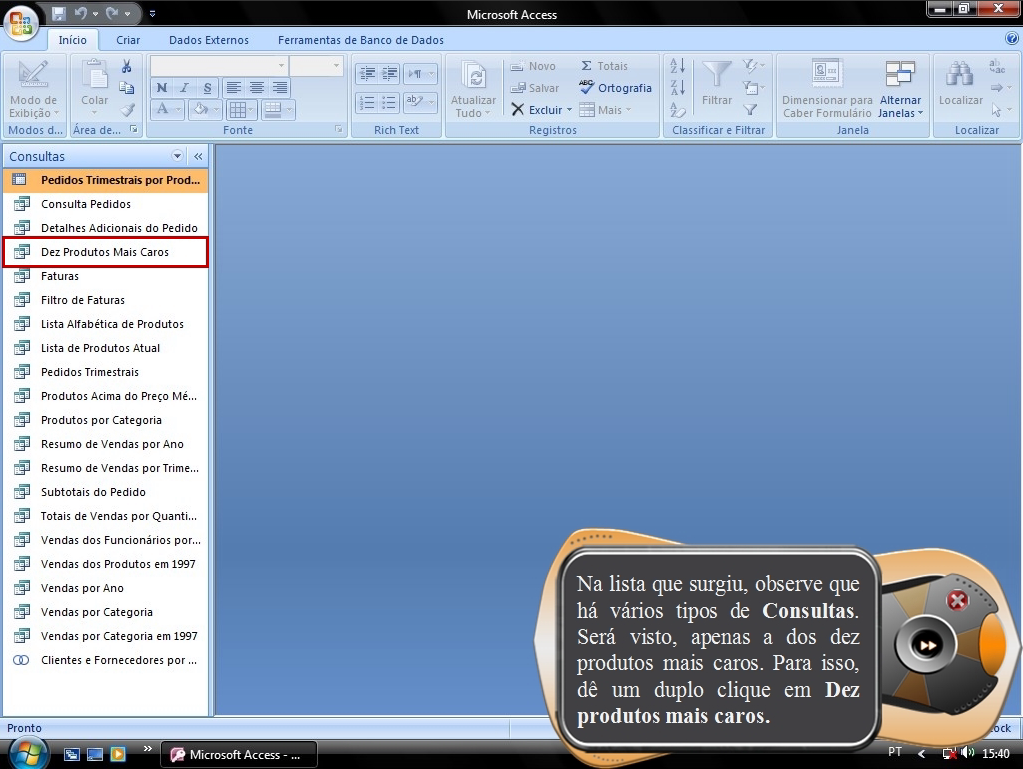 Microsoft Access
Início Criar Dados Externos Ferramentas de Banco de Dados
Modo de Exibição
Modos d...
Colar
Área de...
N I S
A
Fonte
ab
Rich Text
Atualizar Tudo
Novo
Salvar
Excluir
Σ Totais
ABC Ortografia
Mais
Registros
Filtrar
Classificar e Filtrar
Dimensionar para Caber Formulário
Alternar Janelas
Janela
Localizar
Localizar
Consultas
Pedidos Trimestrais por Prod...
Consulta Pedidos
Detalhes Adicionais do Pedido
Dez Produtos Mais Caros
Faturas
Filtro de Faturas
Lista Alfabética de Produtos
Lista de Produtos Atual
Pedidos Trimestrais
Produtos Acima do Preço Mé...
Produtos por Categoria
Resumo de Vendas por Ano
Resumo de Vendas por Trime...
Subtotais do Pedido
Totais de Vendas por Quanti...
Vendas dos Funcionários por...
Vendas dos Produtos em 1997
Vendas por Ano
Vendas por Categoria
Vendas por Categoria em 1997
Clientes e Fornecedores por ...
Na lista que surgiu, observe que
há vários tipos de Consultas.
Será visto, apenas a dos dez
produtos mais caros. Para isso,
dê um duplo clique em Dez
produtos mais caros.
Pronto
ock
Microsoft Access - ...
PT
15:40